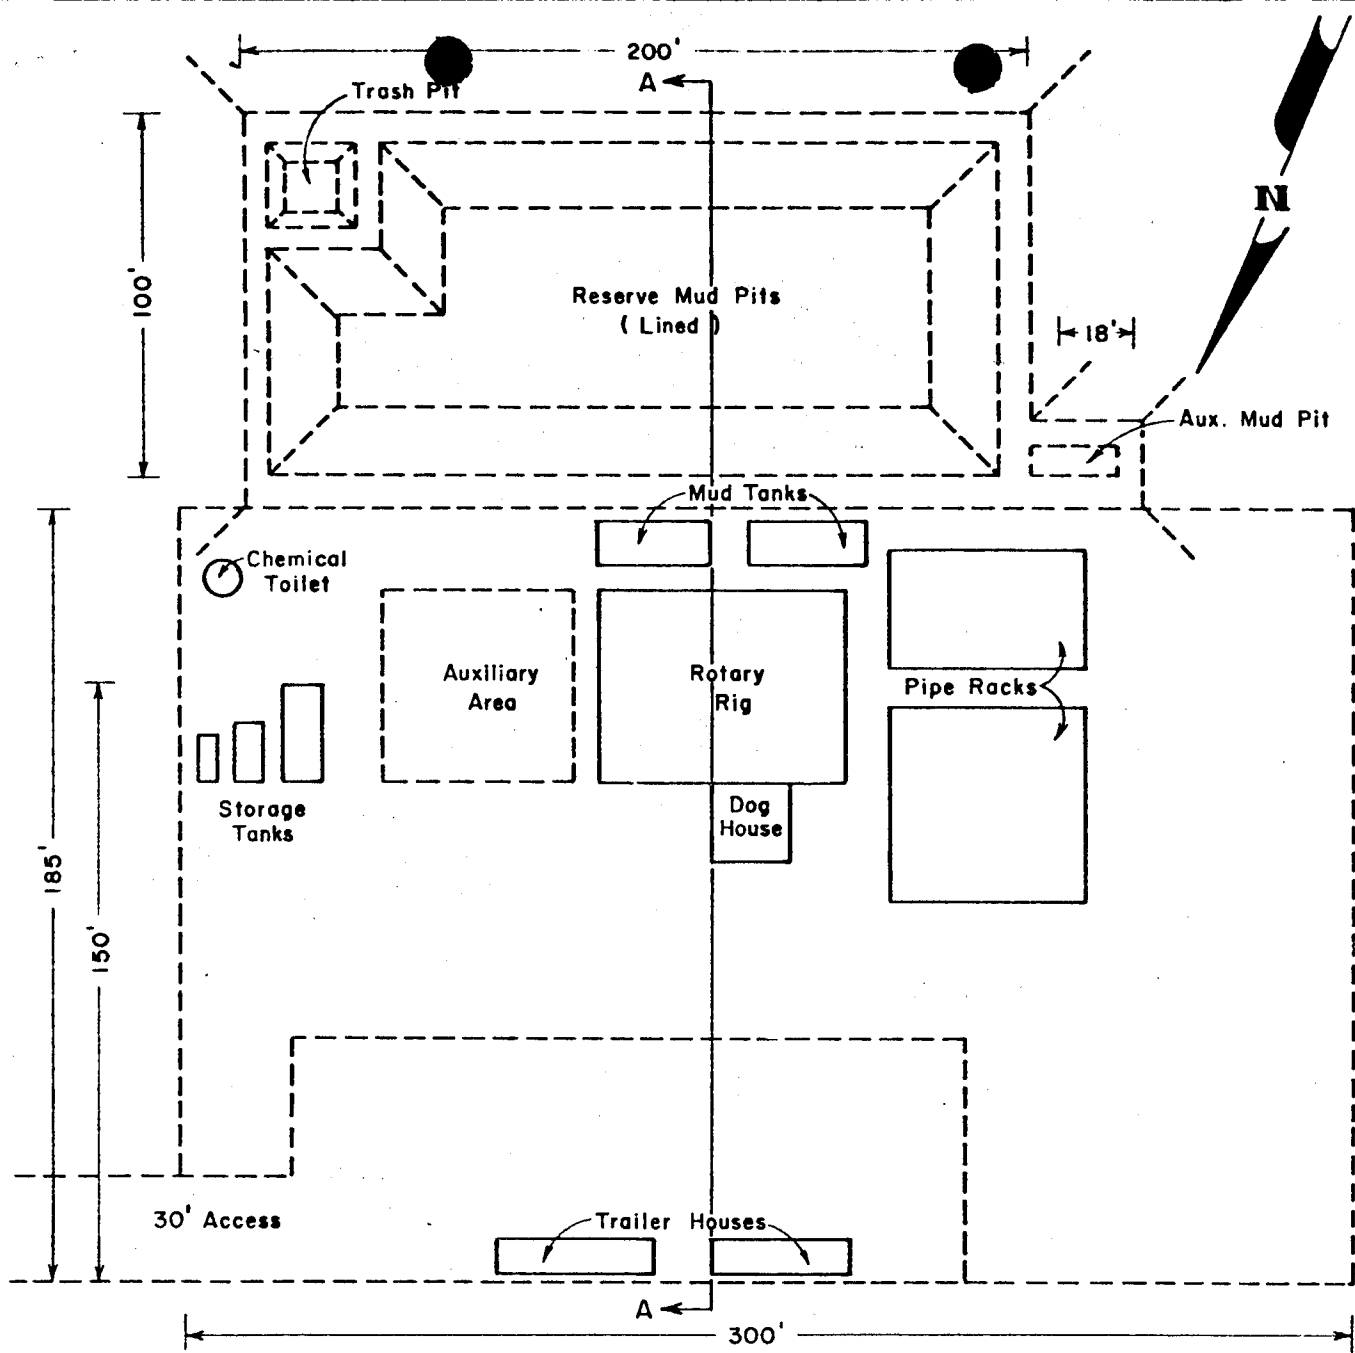 200'
A
Trash Pit
N
100'
Reserve Mud Pits
( Lined )
18'
Aux. Mud Pit
Mud Tanks
Chemical
Toilet
Auxiliary
Area
Rotary
Rig
Pipe Racks
Storage
Tanks
Dog
House
185'
150'
30' Access
Trailer Houses
A
300'